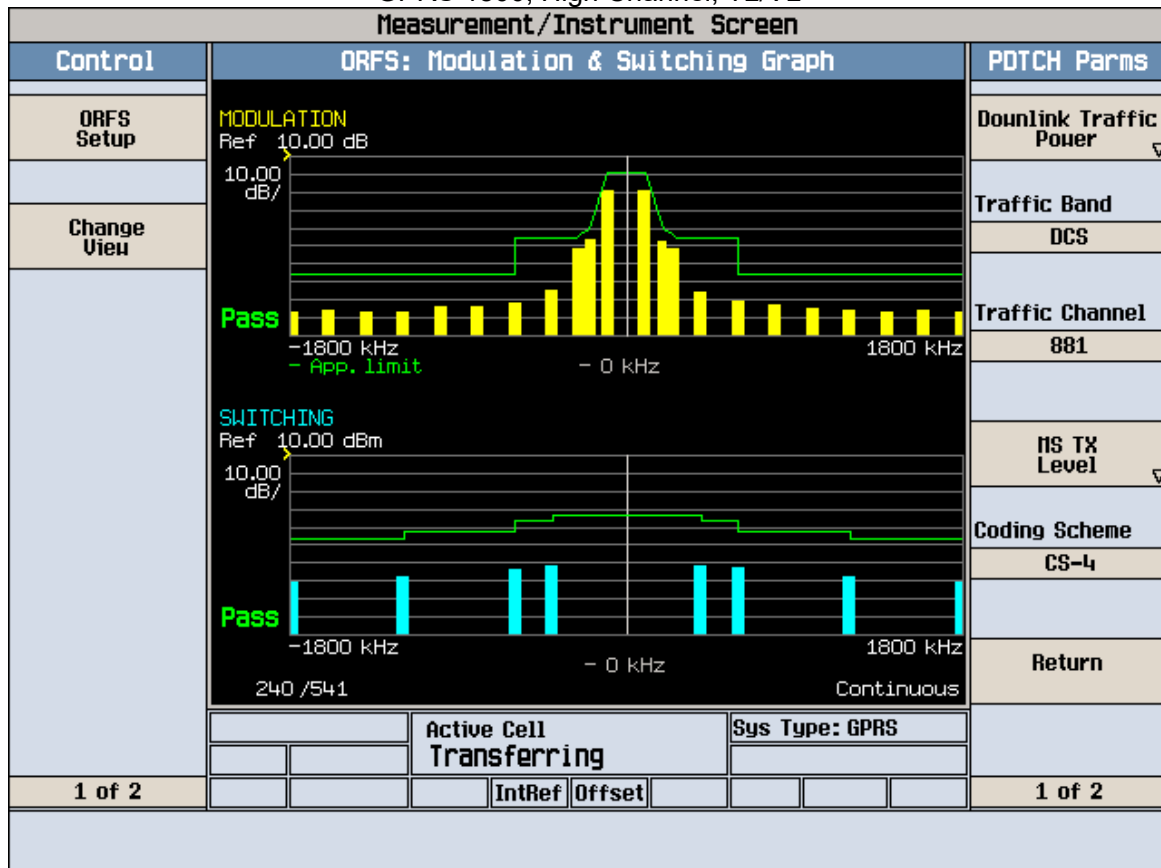 Measurement/Instrument Screen
Control
ORFS: Modulation & Switching Graph
PDTCH Parms
ORFS
Setup
Change
View
1 of 2
MODULATION
Ref 10.00 dB
10.00
dB/
Pass
-1800 kHz
1800 kHz
- App. limit
- 0 kHz
SWITCHING
Ref 10.00 dBm
10.00
dB/
Pass
-1800 kHz
1800 kHz
- 0 kHz
240 /541
Continuous
Active Cell
Transferring
Sys Type: GPRS
IntRef
Offset
Downlink Traffic
Power
Traffic Band
DCS
Traffic Channel
881
MS TX
Level
Coding Scheme
CS-4
Return
1 of 2